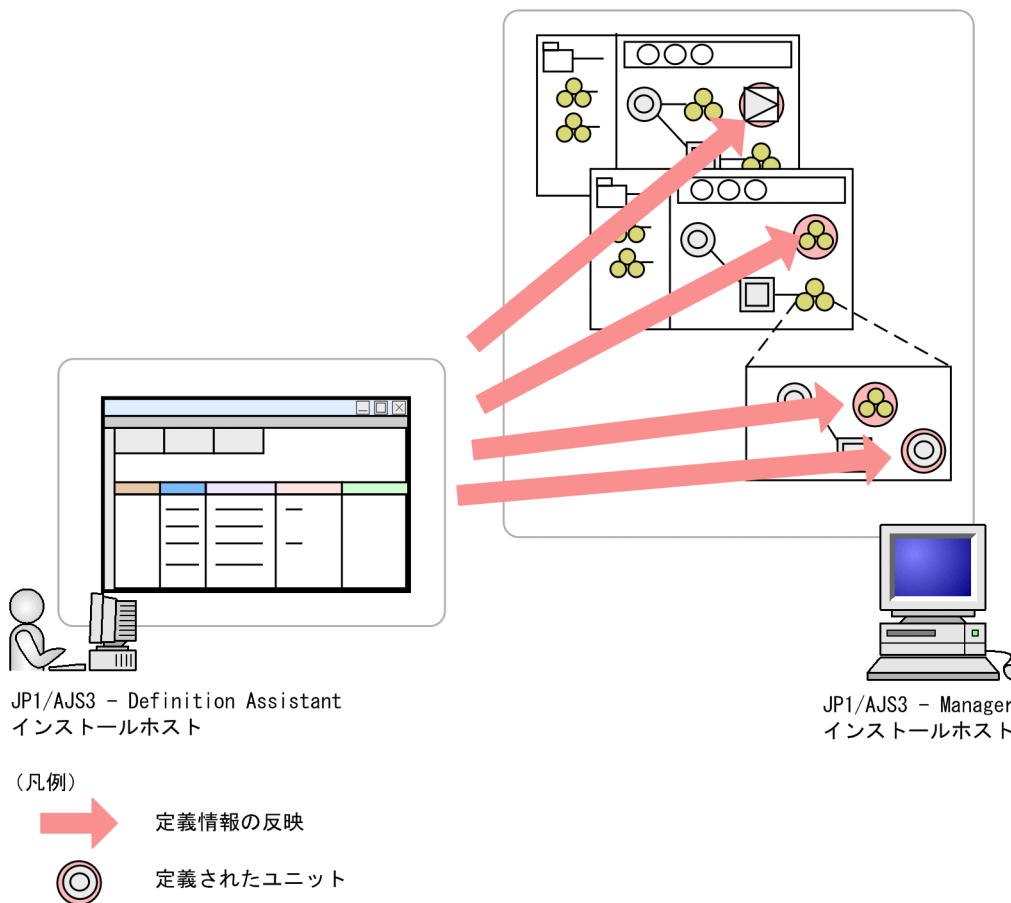 JP1/AJS3 − Definition Assistant
インストールホスト
JP1/AJS3 − Manager
インストールホスト
(凡例)
定義情報の反映
定義されたユニット